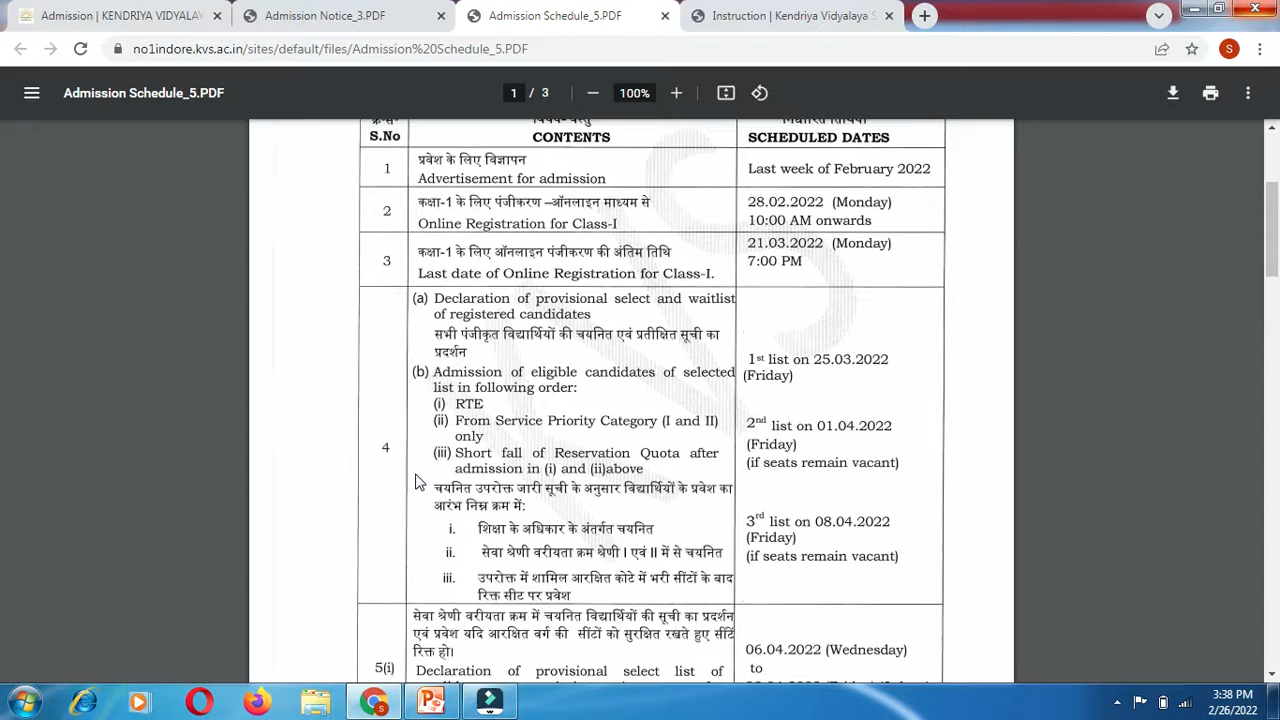 Admission | KENDRIYA VIDYALAY
Admission Notice_3.PDF
Admission Schedule_5.PDF
Instruction | Kendriya Vidyalaya S
no1indore.kvs.ac.in/sites/default/files/Admission%20Schedule_5.PDF
S
Admission Schedule_5.PDF
1 / 3
100%
S.No
CONTENTS
SCHEDULED DATES
1
प्रवेश के लिए विज्ञापन
Advertisement for admission
Last week of February 2022
2
कक्षा-1 के लिए पंजीकरण –ऑनलाइन माध्यम से
Online Registration for Class-I
28.02.2022 (Monday)
10:00 AM onwards
3
कक्षा-1 के लिए ऑनलाइन पंजीकरण की अंतिम तिथि
Last date of Online Registration for Class-I.
21.03.2022 (Monday)
7:00 PM
4
(a) Declaration of provisional select and waitlist
of registered candidates
सभी पंजीकृत विद्यार्थियों की चयनित एवं प्रतीक्षित सूची का
प्रदर्शन
(b) Admission of eligible candidates of selected
list in following order:
(i) RTE
(ii) From Service Priority Category (I and II)
only
(iii) Short fall of Reservation Quota after
admission in (i) and (ii)above
चयनित उपरोक्त जारी सूची के अनुसार विद्यार्थियों के प्रवेश का
आरंभ निम्न क्रम में:
i. शिक्षा के अधिकार के अंतर्गत चयनित
ii. सेवा श्रेणी वरीयता क्रम श्रेणी I एवं II में से चयनित
iii. उपरोक्त में शामिल आरक्षित कोटे में भरी सीटों के बाद
रिक्त सीट पर प्रवेश
1st list on 25.03.2022
(Friday)
2nd list on 01.04.2022
(Friday)
(if seats remain vacant)
3rd list on 08.04.2022
(Friday)
(if seats remain vacant)
5(i)
सेवा श्रेणी वरीयता क्रम में चयनित विद्यार्थियों की सूची का प्रदर्शन
एवं प्रवेश यदि आरक्षित वर्ग की सींटों को सुरक्षित रखते हुए सींटें
रिक्त हो।
Declaration of provisional select list of
06.04.2022 (Wednesday)
to
3:38 PM
2/26/2022